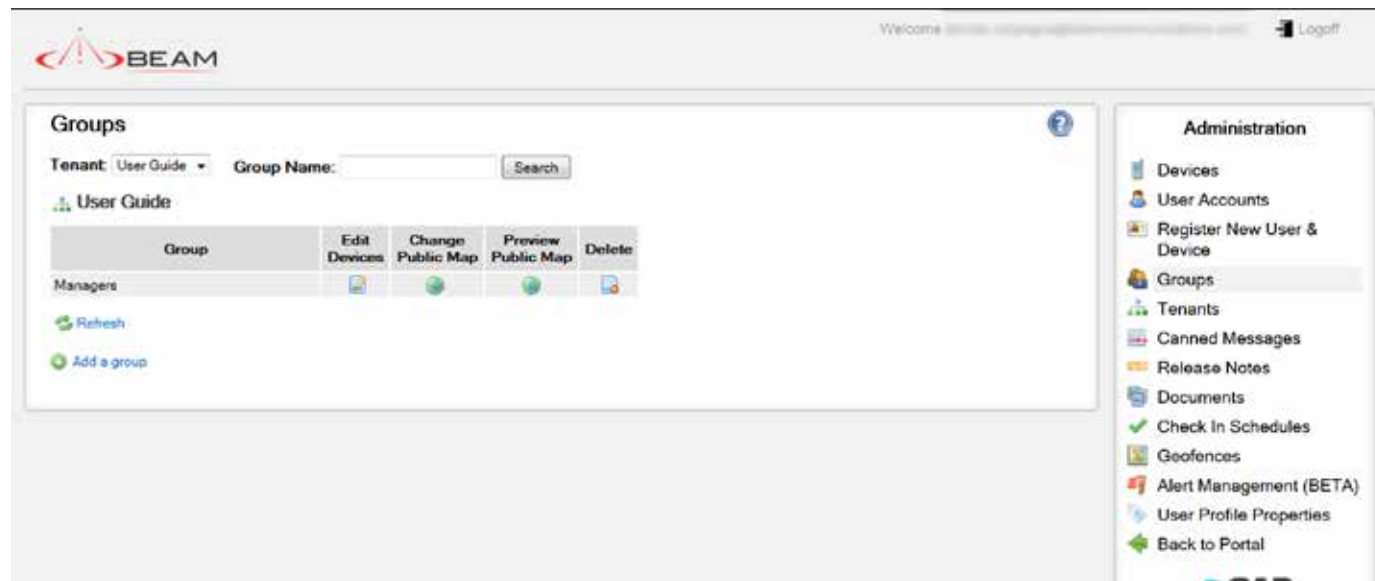 Welcome
Logoff
BEAM
Groups
Tenant: User Guide Group Name: Search
User Guide
Group Edit Devices Change Public Map Preview Public Map Delete
Managers
Refresh
Add a group
Administration
Devices
User Accounts
Register New User &
Device
Groups
Tenants
Canned Messages
Release Notes
Documents
Check In Schedules
Geofences
Alert Management (BETA)
User Profile Properties
Back to Portal